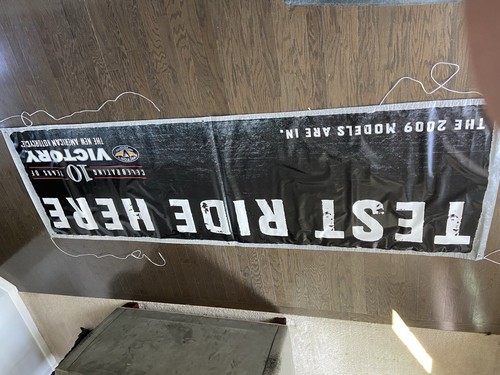 TEST RIDE HERE
THE 2009 MODELS ARE IN.
CELEBRATING
10 YEARS OF
VICTORY
THE NEW AMERICAN MOTORCYCLE